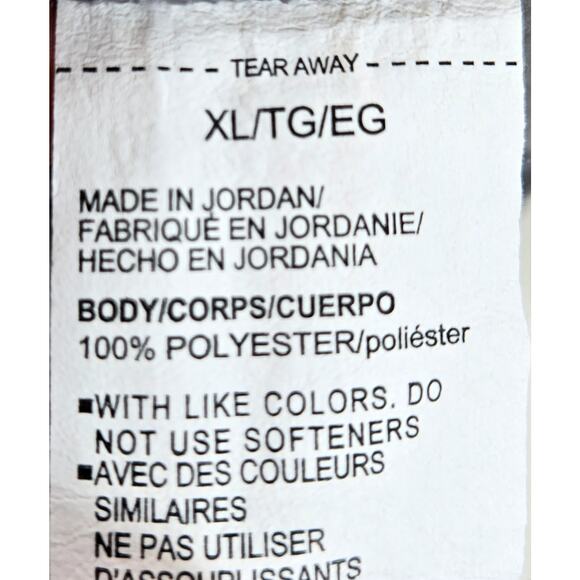 - - - - - - - TEAR AWAY - - - - - - -
XL/TG/EG
MADE IN JORDAN/
FABRIQUÉ EN JORDANIE/
HECHO EN JORDANIA
BODY/CORPS/CUERPO
100% POLYESTER/poliéster
■WITH LIKE COLORS. DO
NOT USE SOFTENERS
■AVEC DES COULEURS
SIMILAIRES
NE PAS UTILISER
D'ASSOUPLISSANTS